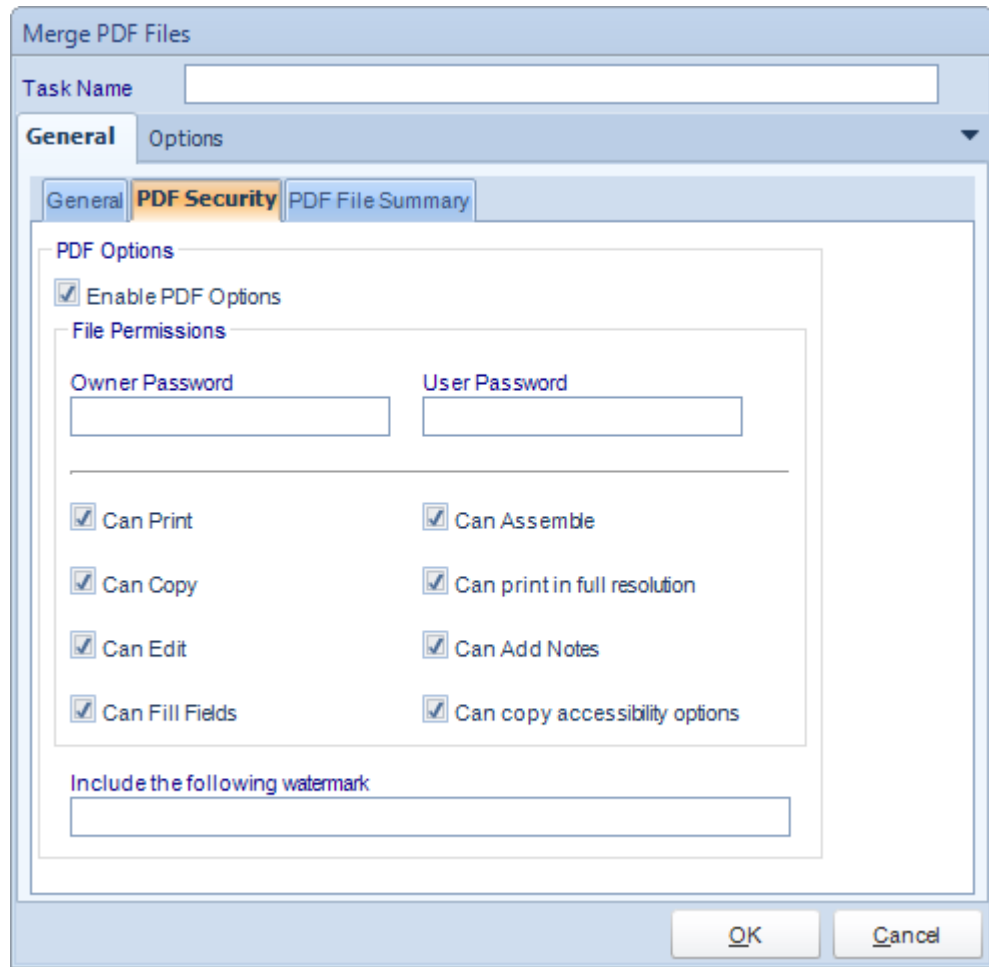 Merge PDF Files
Task Name
General Options
General PDF Security PDF File Summary
PDF Options
Enable PDF Options
File Permissions
Owner Password User Password
Can Print Can Assemble
Can Copy Can print in full resolution
Can Edit Can Add Notes
Can Fill Fields Can copy accessibility options
Include the following watermark
OK Cancel